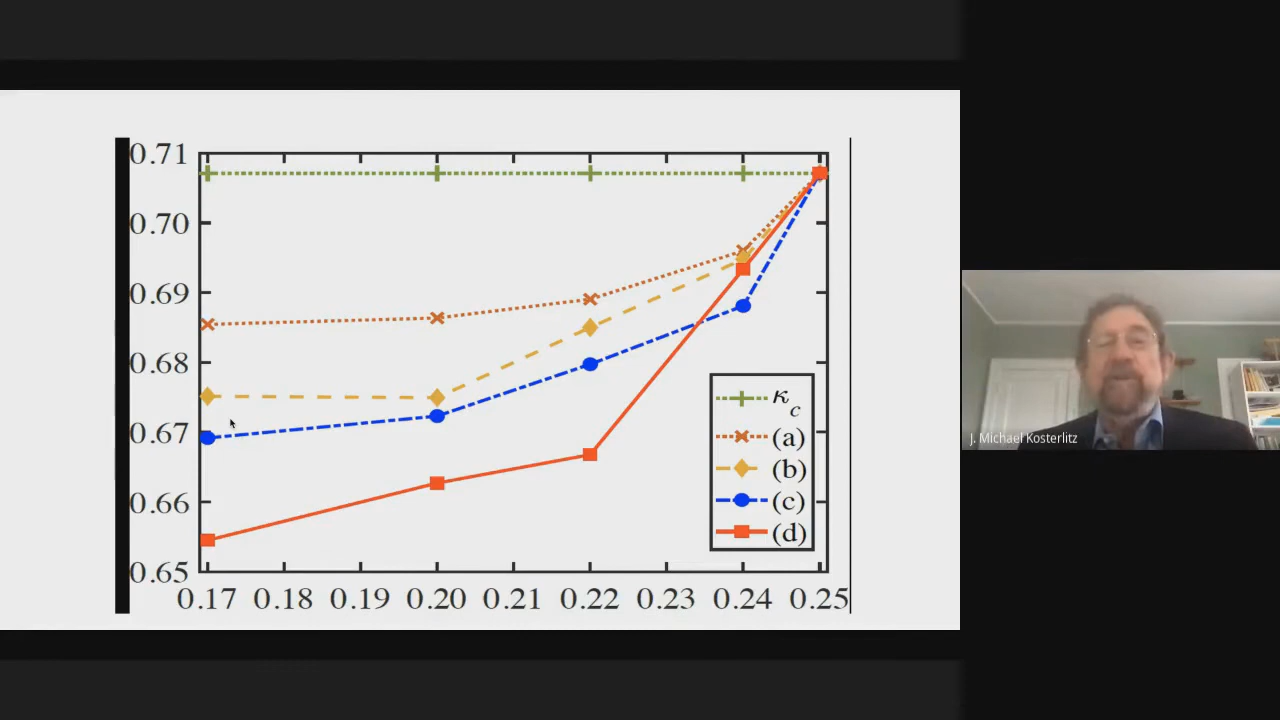 0.71
0.70
0.69
0.68
0.67
0.66
0.65
0.17 0.18 0.19 0.20 0.21 0.22 0.23 0.24 0.25
κc
(a)
(b)
(c)
(d)
J. Michael Kosterlitz